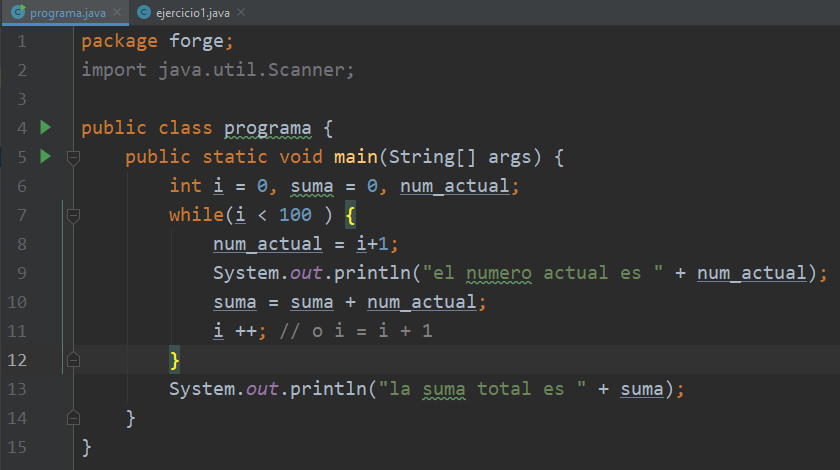 programa.java ejercicio1.java
1 package forge;
2 import java.util.Scanner;
3
4 public class programa {
5 public static void main(String[] args) {
6 int i = 0, suma = 0, num_actual;
7 while(i < 100 ) {
8 num_actual = i+1;
9 System.out.println("el numero actual es " + num_actual);
10 suma = suma + num_actual;
11 i ++; // o i = i + 1
12 }
13 System.out.println("la suma total es " + suma);
14 }
15 }